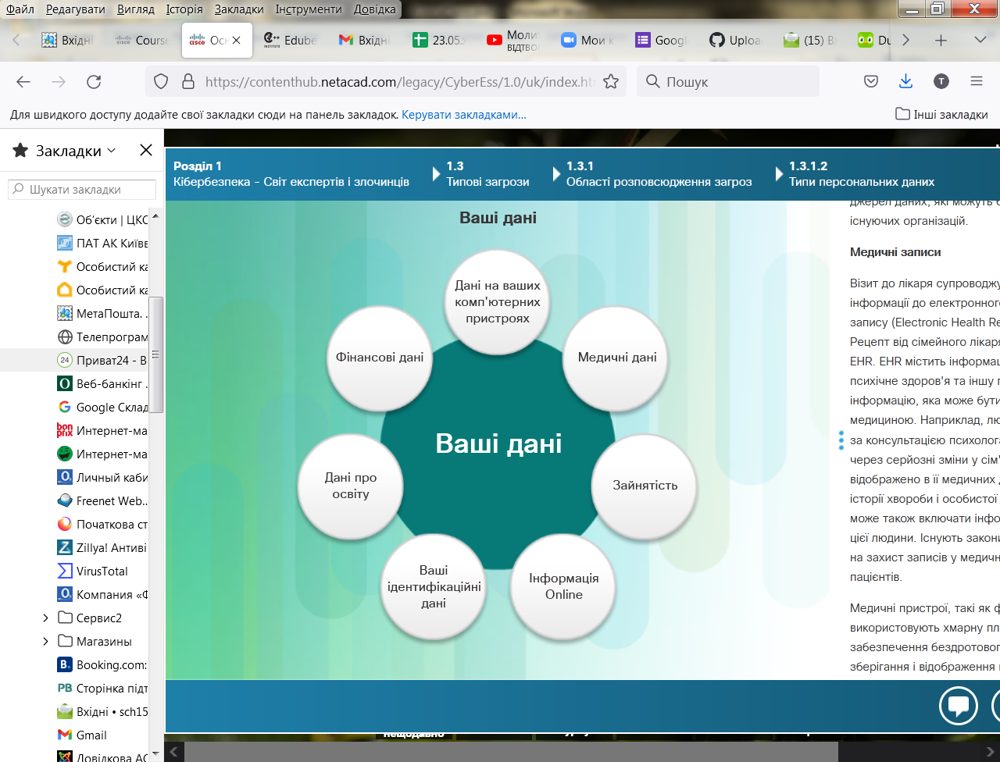 Файл Редагувати Вигляд Історія Закладки Інструменти Довідка
Вхідні Course Осн Edube Вхідні 23.05. Моли Мои к Googl Uploa (15) Вх Du
ВІДТВО
https://contenthub.netacad.com/legacy/CyberEss/1.0/uk/index.htm Пошук
Для швидкого доступу додайте свої закладки сюди на панель закладок. Керувати закладками… Інші закладки
Закладки
Шукати закладки
Об'єкти | ЦКС
ПАТ АК Київв
Особистий ка
Особистий ка
МетаПошта. .
Телепрограм
Приват24 - В
Веб-банкінг .
Google Склад
Интернет-ма
Интернет-ма
Личный каби
Freenet Web...
Початкова ст
Zillya! Антиві
VirusTotal
Компания «Ф
Сервис2
Магазины
Booking.com:
Сторінка підт
Вхідні • sch15
Gmail
Довідкова АС
Розділ 1
Кібербезпека - Світ експертів і злочинців
1.3
Типові загрози
1.3.1
Області розповсюдження загроз
1.3.1.2
Типи персональних даних
Ваші дані
Дані на ваших
комп'ютерних
пристроях
Фінансові дані
Медичні дані
Ваші дані
Дані про
освіту
Зайнятість
Ваші
ідентифікаційні
дані
Інформація
Online
джерел даних, які можуть
існуючих організацій.
Медичні записи
Візит до лікаря супроводжу
інформації до електронного
запису (Electronic Health Re
Рецепт від сімейного лікаря
EHR. EHR містить інформац
психічне здоров'я та іншу п
інформацію, яка може бути
медициною. Наприклад, лю
за консультацією психолога
через серйозні зміни у сім'
відображено в її медичних
історії хвороби і особистої
може також включати інфо
цієї людини. Існують закони
на захист записів у медичн
пацієнтів.
Медичні пристрої, такі як ф
використовують хмарну пл
забезпечення бездротового
зберігання і відображення
нещодавно